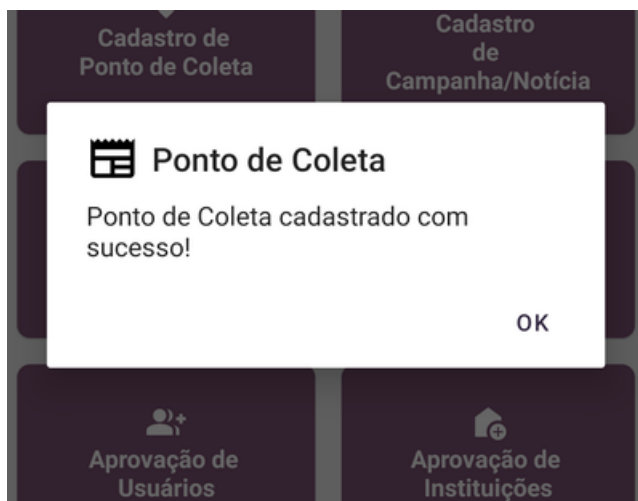 Cadastro de
Ponto de Coleta
Cadastro
de
Campanha/Notícia
Ponto de Coleta
Ponto de Coleta cadastrado com
sucesso!
OK
Aprovação de
Usuários
Aprovação de
Instituições